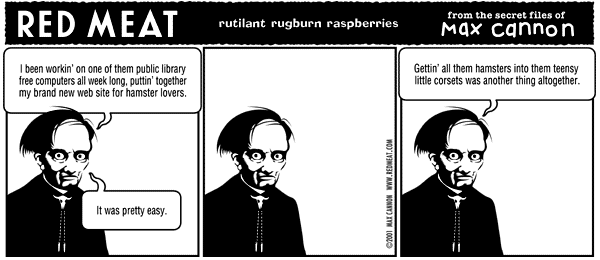 RED MEAT
rutilant rugburn raspberries
from the secret files of
Max cannon
I been workin' on one of them public library
free computers all week long, puttin' together
my brand new web site for hamster lovers.
It was pretty easy.
©2001 MAX CANNON WWW.REDMEAT.COM
Gettin' all them hamsters into them teensy
little corsets was another thing altogether.